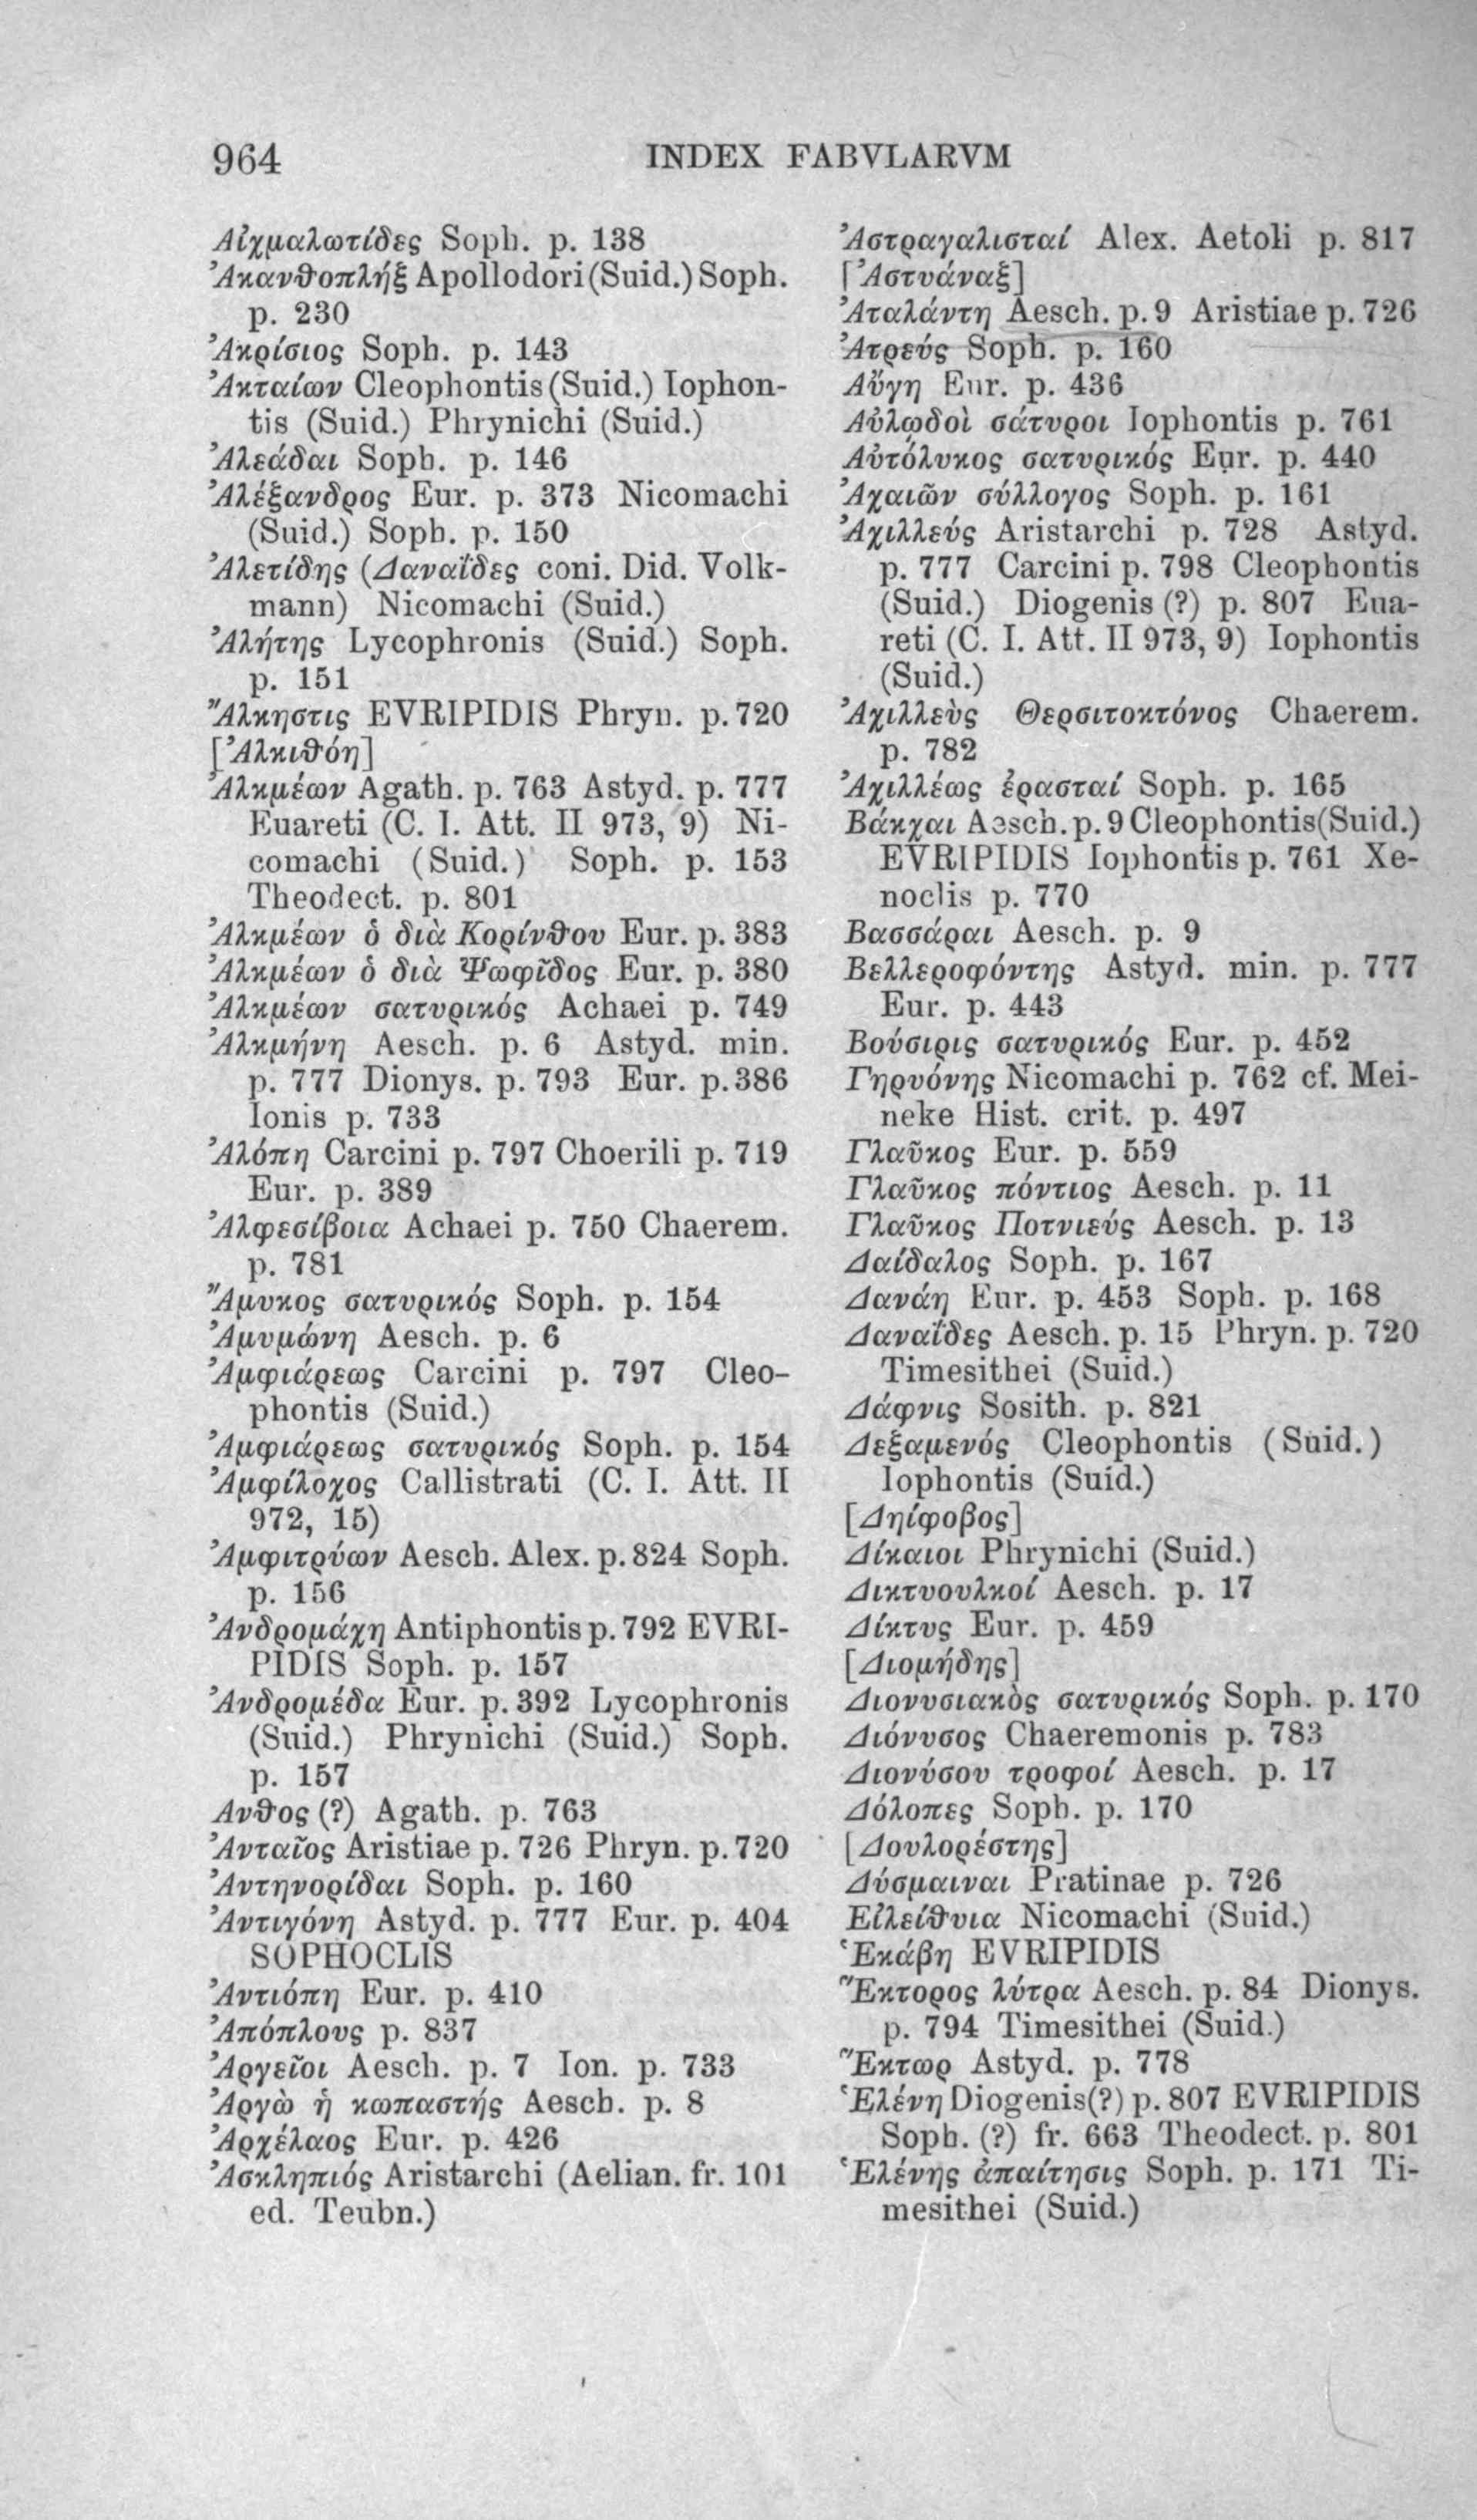 964
INDEX FABVLARVM
Αἰχμαλωτίδες Soph. p. 138
Ἀκανθοπλήξ Apollodori (Suid.) Soph.
p. 230
Ἀκρίσιος Soph. p. 143
Ἀκταίων Cleophontis (Suid.) Iophon-
tis (Suid.) Phrynichi (Suid.)
Ἀλεάδαι Soph. p. 146
Ἀλέξανδρος Eur. p. 373 Nicomachi
(Suid.) Soph. p. 150
Ἀλετίδης (Δαναΐδες coni. Did. Volk-
mann) Nicomachi (Suid.)
Ἀλήτης Lycophronis (Suid.) Soph.
p. 151
Ἄλκηστις EVRIPIDIS Phryn. p. 720
[Ἀλκιθόη]
Ἀλκμέων Agath. p. 763 Astyd. p. 777
Euareti (C. I. Att. II 973, 9) Ni-
comachi (Suid.) Soph. p. 153
Theodect. p. 801
Ἀλκμέων ὁ διὰ Κορίνθου Eur. p. 383
Ἀλκμέων ὁ διὰ Ψωφῖδος Eur. p. 380
Ἀλκμέων σατυρικός Achaei p. 749
Ἀλκμήνη Aesch. p. 6 Astyd. min.
p. 777 Dionys. p. 793 Eur. p. 386
Ionis p. 733
Ἀλόπη Carcini p. 797 Choerili p. 719
Eur. p. 389
Ἀλφεσίβοια Achaei p. 750 Chaerem.
p. 781
Ἄμυκος σατυρικός Soph. p. 154
Ἀμυμώνη Aesch. p. 6
Ἀμφιάρεως Carcini p. 797 Cleo-
phontis (Suid.)
Ἀμφιάρεως σατυρικός Soph. p. 154
Ἀμφίλοχος Callistrati (C. I. Att. II
972, 15)
Ἀμφιτρύων Aesch. Alex. p. 824 Soph.
p. 156
Ἀνδρομάχη Antiphontis p. 792 EVRI-
PIDIS Soph. p. 157
Ἀνδρομέδα Eur. p. 392 Lycophronis
(Suid.) Phrynichi (Suid.) Soph.
p. 157
Ανθος (?) Agath. p. 763
Ἀνταῖος Aristiae p. 726 Phryn. p. 720
Ἀντηνορίδαι Soph. p. 160
Ἀντιγόνη Astyd. p. 777 Eur. p. 404
SOPHOCLIS
Ἀντιόπη Eur. p. 410
Ἀπόπλους p. 837
Ἀργεῖοι Aesch. p. 7 Ion. p. 733
Ἀργὼ ἡ κωπαστής Aesch. p. 8
Ἀρχέλαος Eur. p. 426
Ἀσκληπιός Aristarchi (Aelian. fr. 101
ed. Teubn.)
Ἀστραγαλισταί Alex. Aetoli p. 817
[Ἀστυάναξ]
Ἀταλάντη Aesch. p. 9 Aristiae p. 726
Ἀτρεύς Soph. p. 160
Αὔγη Eur. p. 436
Αὐλῳδοὶ σάτυροι Iophontis p. 761
Αὐτόλυκος σατυρικός Eur. p. 440
Ἀχαιῶν σύλλογος Soph. p. 161
Ἀχιλλεύς Aristarchi p. 728 Astyd.
p. 777 Carcini p. 798 Cleophontis
(Suid.) Diogenis (?) p. 807 Eua-
reti (C. I. Att. II 973, 9) Iophontis
(Suid.)
Ἀχιλλεὺς Θερσιτοκτόνος Chaerem.
p. 782
Ἀχιλλέως ἐρασταί Soph. p. 165
Βάκχαι Aesch. p. 9 Cleophontis (Suid.)
EVRIPIDIS Iophontis p. 761 Xe-
noclis p. 770
Βασσάραι Aesch. p. 9
Βελλεροφόντης Astyd. min. p. 777
Eur. p. 443
Βούσιρις σατυρικός Eur. p. 452
Γηρυόνης Nicomachi p. 762 cf. Mei-
neke Hist. crit. p. 497
Γλαῦκος Eur. p. 559
Γλαῦκος πόντιος Aesch. p. 11
Γλαῦκος Ποτνιεύς Aesch. p. 13
Δαίδαλος Soph. p. 167
Δανάη Eur. p. 453 Soph. p. 168
Δαναΐδες Aesch. p. 15 Phryn. p. 720
Timesithei (Suid.)
Δάφνις Sosith. p. 821
Δεξαμενός Cleophontis (Suid.)
Iophontis (Suid.)
[Δηίφοβος]
Δίκαιοι Phrynichi (Suid.)
Δικτυουλκοί Aesch. p. 17
Δίκτυς Eur. p. 459
[Διομήδης]
Διονυσιακὸς σατυρικός Soph. p. 170
Διόνυσος Chaeremonis p. 783
Διονύσου τροφοί Aesch. p. 17
Δόλοπες Soph. p. 170
[Δουλορέστης]
Δύσμαιναι Pratinae p. 726
Εἰλείθυια Nicomachi (Suid.)
Ἑκάβη EVRIPIDIS
Ἕκτορος λύτρα Aesch. p. 84 Dionys.
p. 794 Timesithei (Suid.)
Ἕκτωρ Astyd. p. 778
Ἑλένη Diogenis (?) p. 807 EVRIPIDIS
Soph. (?) fr. 663 Theodect. p. 801
Ἑλένης ἀπαίτησις Soph. p. 171 Ti-
mesithei (Suid.)